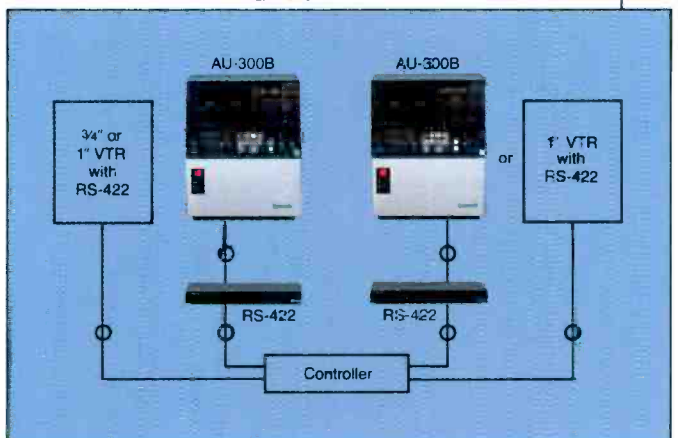 AU-300B
AU-300B
3/4" or
1" VTR
with
RS-422
or
1" VTR
with
RS-422
RS-422
RS-422
Controller